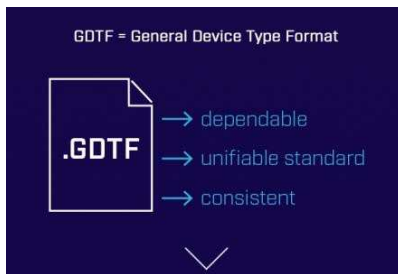 GDTF = General Device Type Format
.GDTF
dependable
unifiable standard
consistent